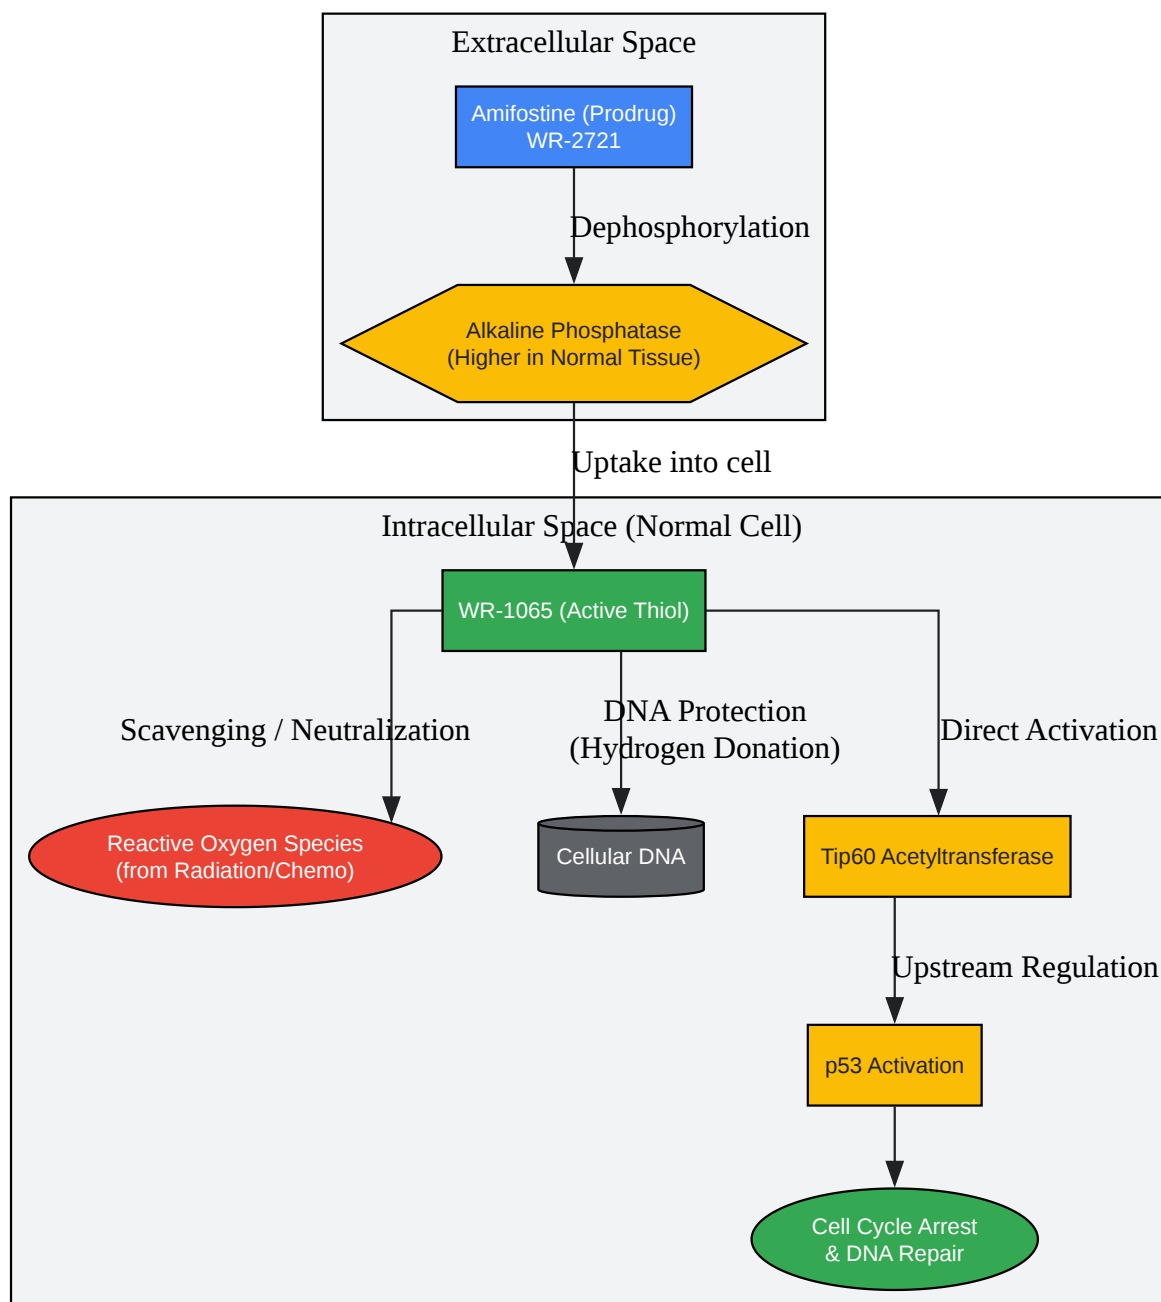 Extracellular Space
Amifostine (Prodrug)
WR-2721
Dephosphorylation
Alkaline Phosphatase
(Higher in Normal Tissue)
Uptake into cell
Intracellular Space (Normal Cell)
WR-1065 (Active Thiol)
Scavenging / Neutralization
DNA Protection
(Hydrogen Donation)
Direct Activation
Reactive Oxygen Species
(from Radiation/Chemo)
Cellular DNA
Tip60 Acetyltransferase
Upstream Regulation
p53 Activation
Cell Cycle Arrest
& DNA Repair